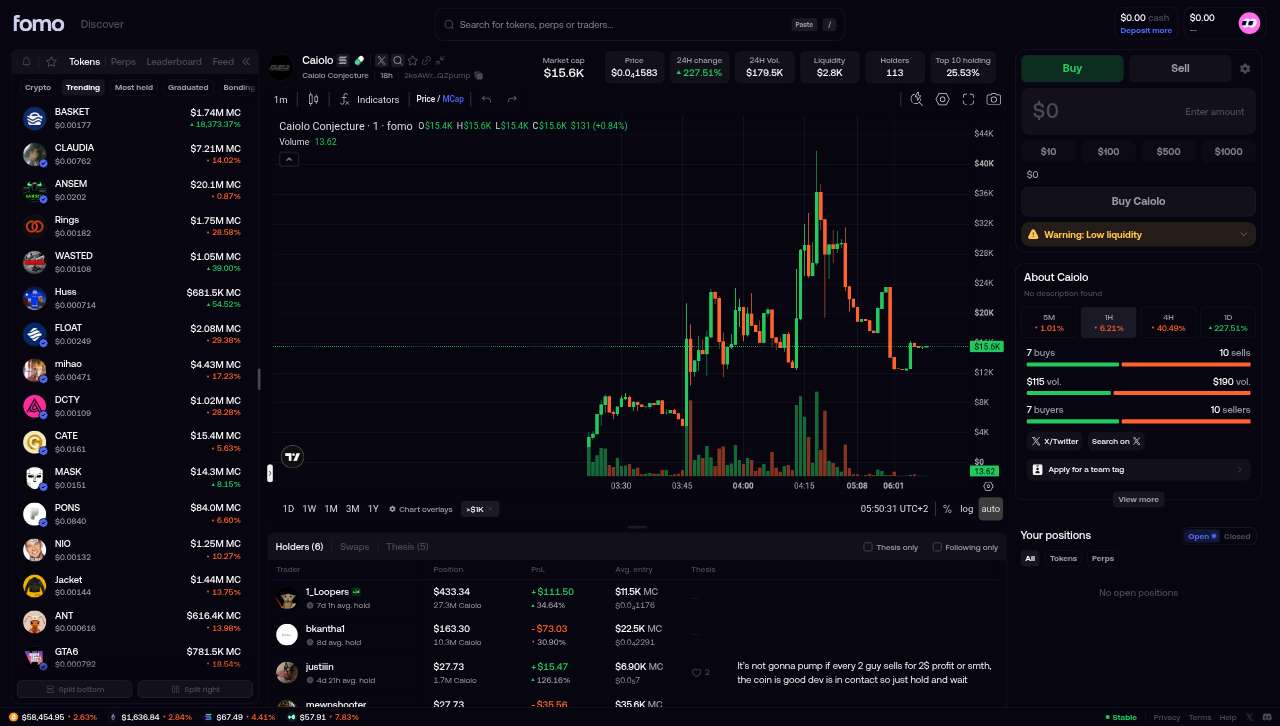 fomo
Discover
Search for tokens, perps or traders...
Paste
/
$0.00 cash
Deposit more
$0.00
—
Tokens Perps Leaderboard Feed
Crypto Trending Most held Graduated Bonding
BASKET $1.74M MC
$0.00177 18,373.37%
CLAUDIA $7.21M MC
$0.00762 14.02%
ANSEM $20.1M MC
$0.0202 0.87%
Rings $1.75M MC
$0.00182 28.58%
WASTED $1.05M MC
$0.00108 39.00%
Huss $681.5K MC
$0.000714 54.52%
FLOAT $2.08M MC
$0.00249 29.38%
mihao $4.43M MC
$0.00471 17.23%
DCTY $1.02M MC
$0.00109 28.28%
CATE $15.4M MC
$0.0161 5.63%
MASK $14.3M MC
$0.0151 8.15%
PONS $84.0M MC
$0.0840 6.60%
NIO $1.25M MC
$0.00132 10.27%
Jacket $1.44M MC
$0.00144 13.75%
ANT $616.4K MC
$0.000616 13.98%
GTA6 $781.5K MC
$0.000792 18.54%
Split bottom Split right
Caiolo
Caiolo Conjecture 18h 2ksAWr...QZpump
Market cap
$15.6K
Price
$0.0₄1583
24H change
227.51%
24H Vol.
$179.5K
Liquidity
$2.8K
Holders
113
Top 10 holding
25.53%
1m Indicators Price / MCap
Caiolo Conjecture · 1 · fomo O$15.4K H$15.6K L$15.4K C$15.6K $131 (+0.84%)
Volume 13.62
$44K
$40K
$36K
$32K
$28K
$24K
$20K
$15.6K
$12K
$8K
$4K
$0
13.62
03:30 03:45 04:00 04:15 05:08 06:01
1D 1W 1M 3M 1Y Chart overlays >$1K 05:50:31 UTC+2 % log auto
Holders (6) Swaps Thesis (5) Thesis only Following only
Trader Position PnL Avg. entry Thesis
1_Loopers $433.34 +$111.50 $11.5K MC
7d 1h avg. hold 27.3M Caiolo 34.64% $0.0₄1176
bkantha1 $163.30 -$73.03 $22.5K MC
8d avg. hold 10.3M Caiolo 30.90% $0.0₄2291
justiiin $27.73 +$15.47 $6.90K MC 2 It's not gonna pump if every 2 guy sells for 2$ profit or smth,
4d 21h avg. hold 1.7M Caiolo 126.16% $0.0₅7 the coin is good dev is in contact so just hold and wait
mewnshooter $27.73 -$35.56 $35.6K MC
Buy Sell
$0 Enter amount
$10 $100 $500 $1000
$0
Buy Caiolo
Warning: Low liquidity
About Caiolo
No description found
5M 1H 4H 1D
1.01% 6.21% 40.49% 227.51%
7 buys 10 sells
$115 vol. $190 vol.
7 buyers 10 sellers
X/Twitter Search on X
Apply for a team tag
View more
Your positions Open Closed
All Tokens Perps
No open positions
$58,454.95 2.63% $1,636.84 2.84% $67.49 4.41% $57.91 7.83%
Stable Privacy Terms Help